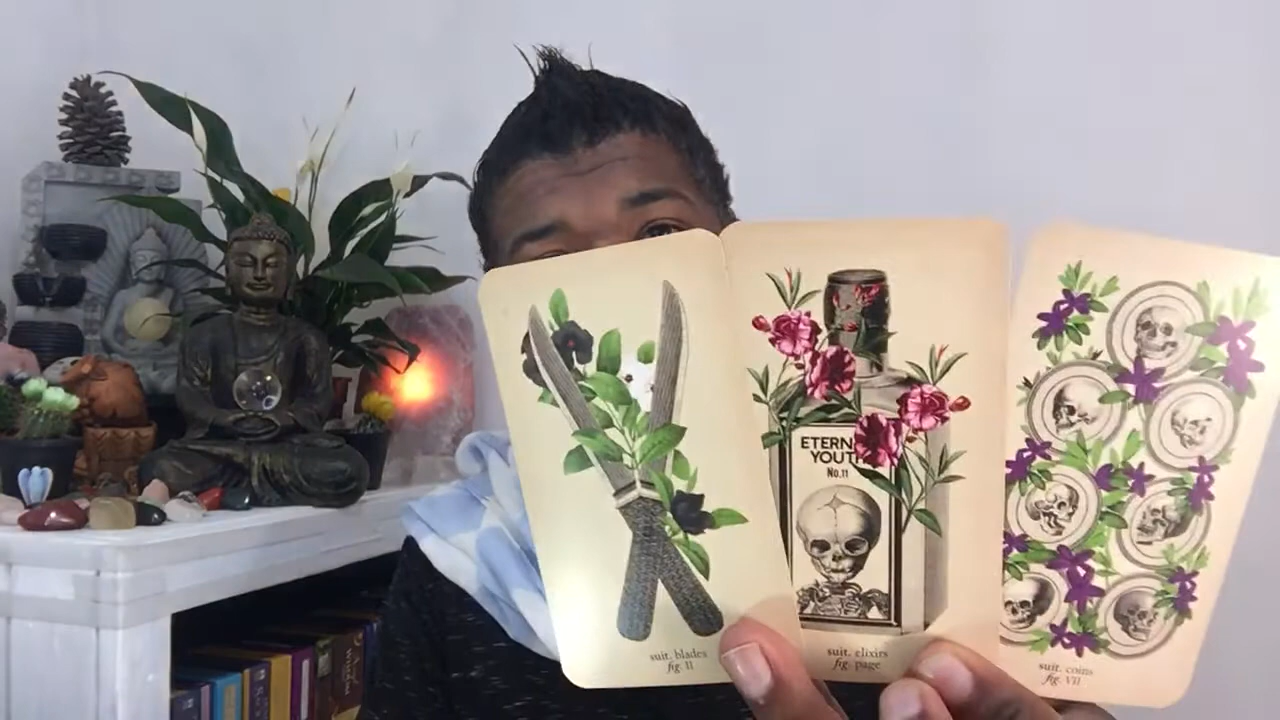 suit. blades
fig. II
ETERN
YOUT
No.11
suit. elixirs
fig. page
suit. coins
fig. VII